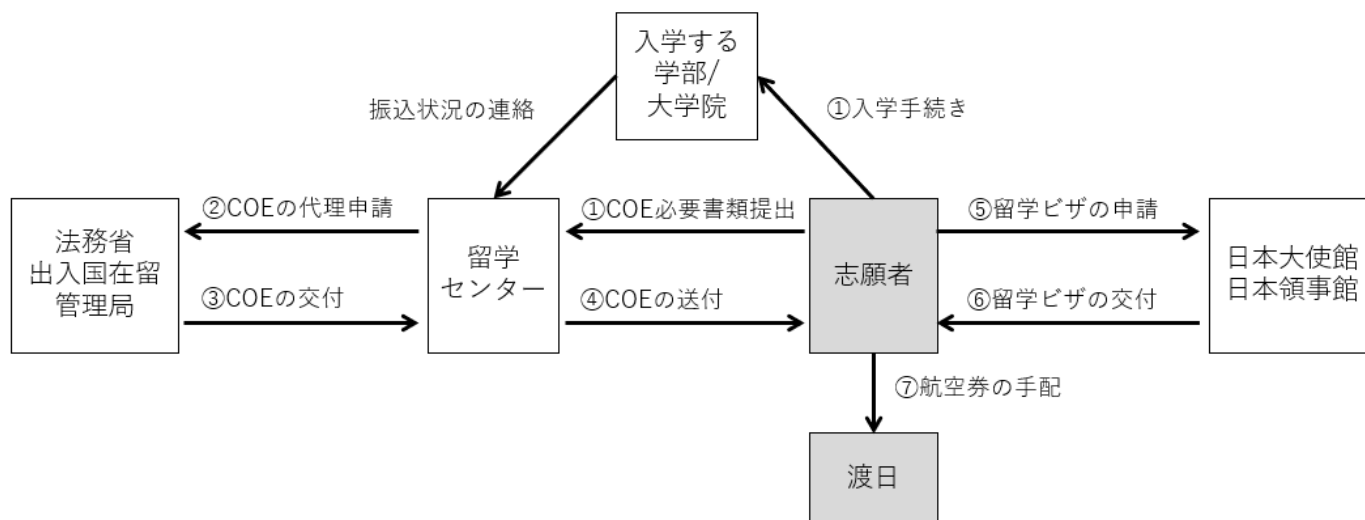 入学する
学部/
大学院
振込状況の連絡
①入学手続き
②COEの代理申請
①COE必要書類提出
⑤留学ビザの申請
法務省
出入国在留
管理局
留学
センター
志願者
日本大使館
日本領事館
③COEの交付
④COEの送付
⑥留学ビザの交付
⑦航空券の手配
渡日